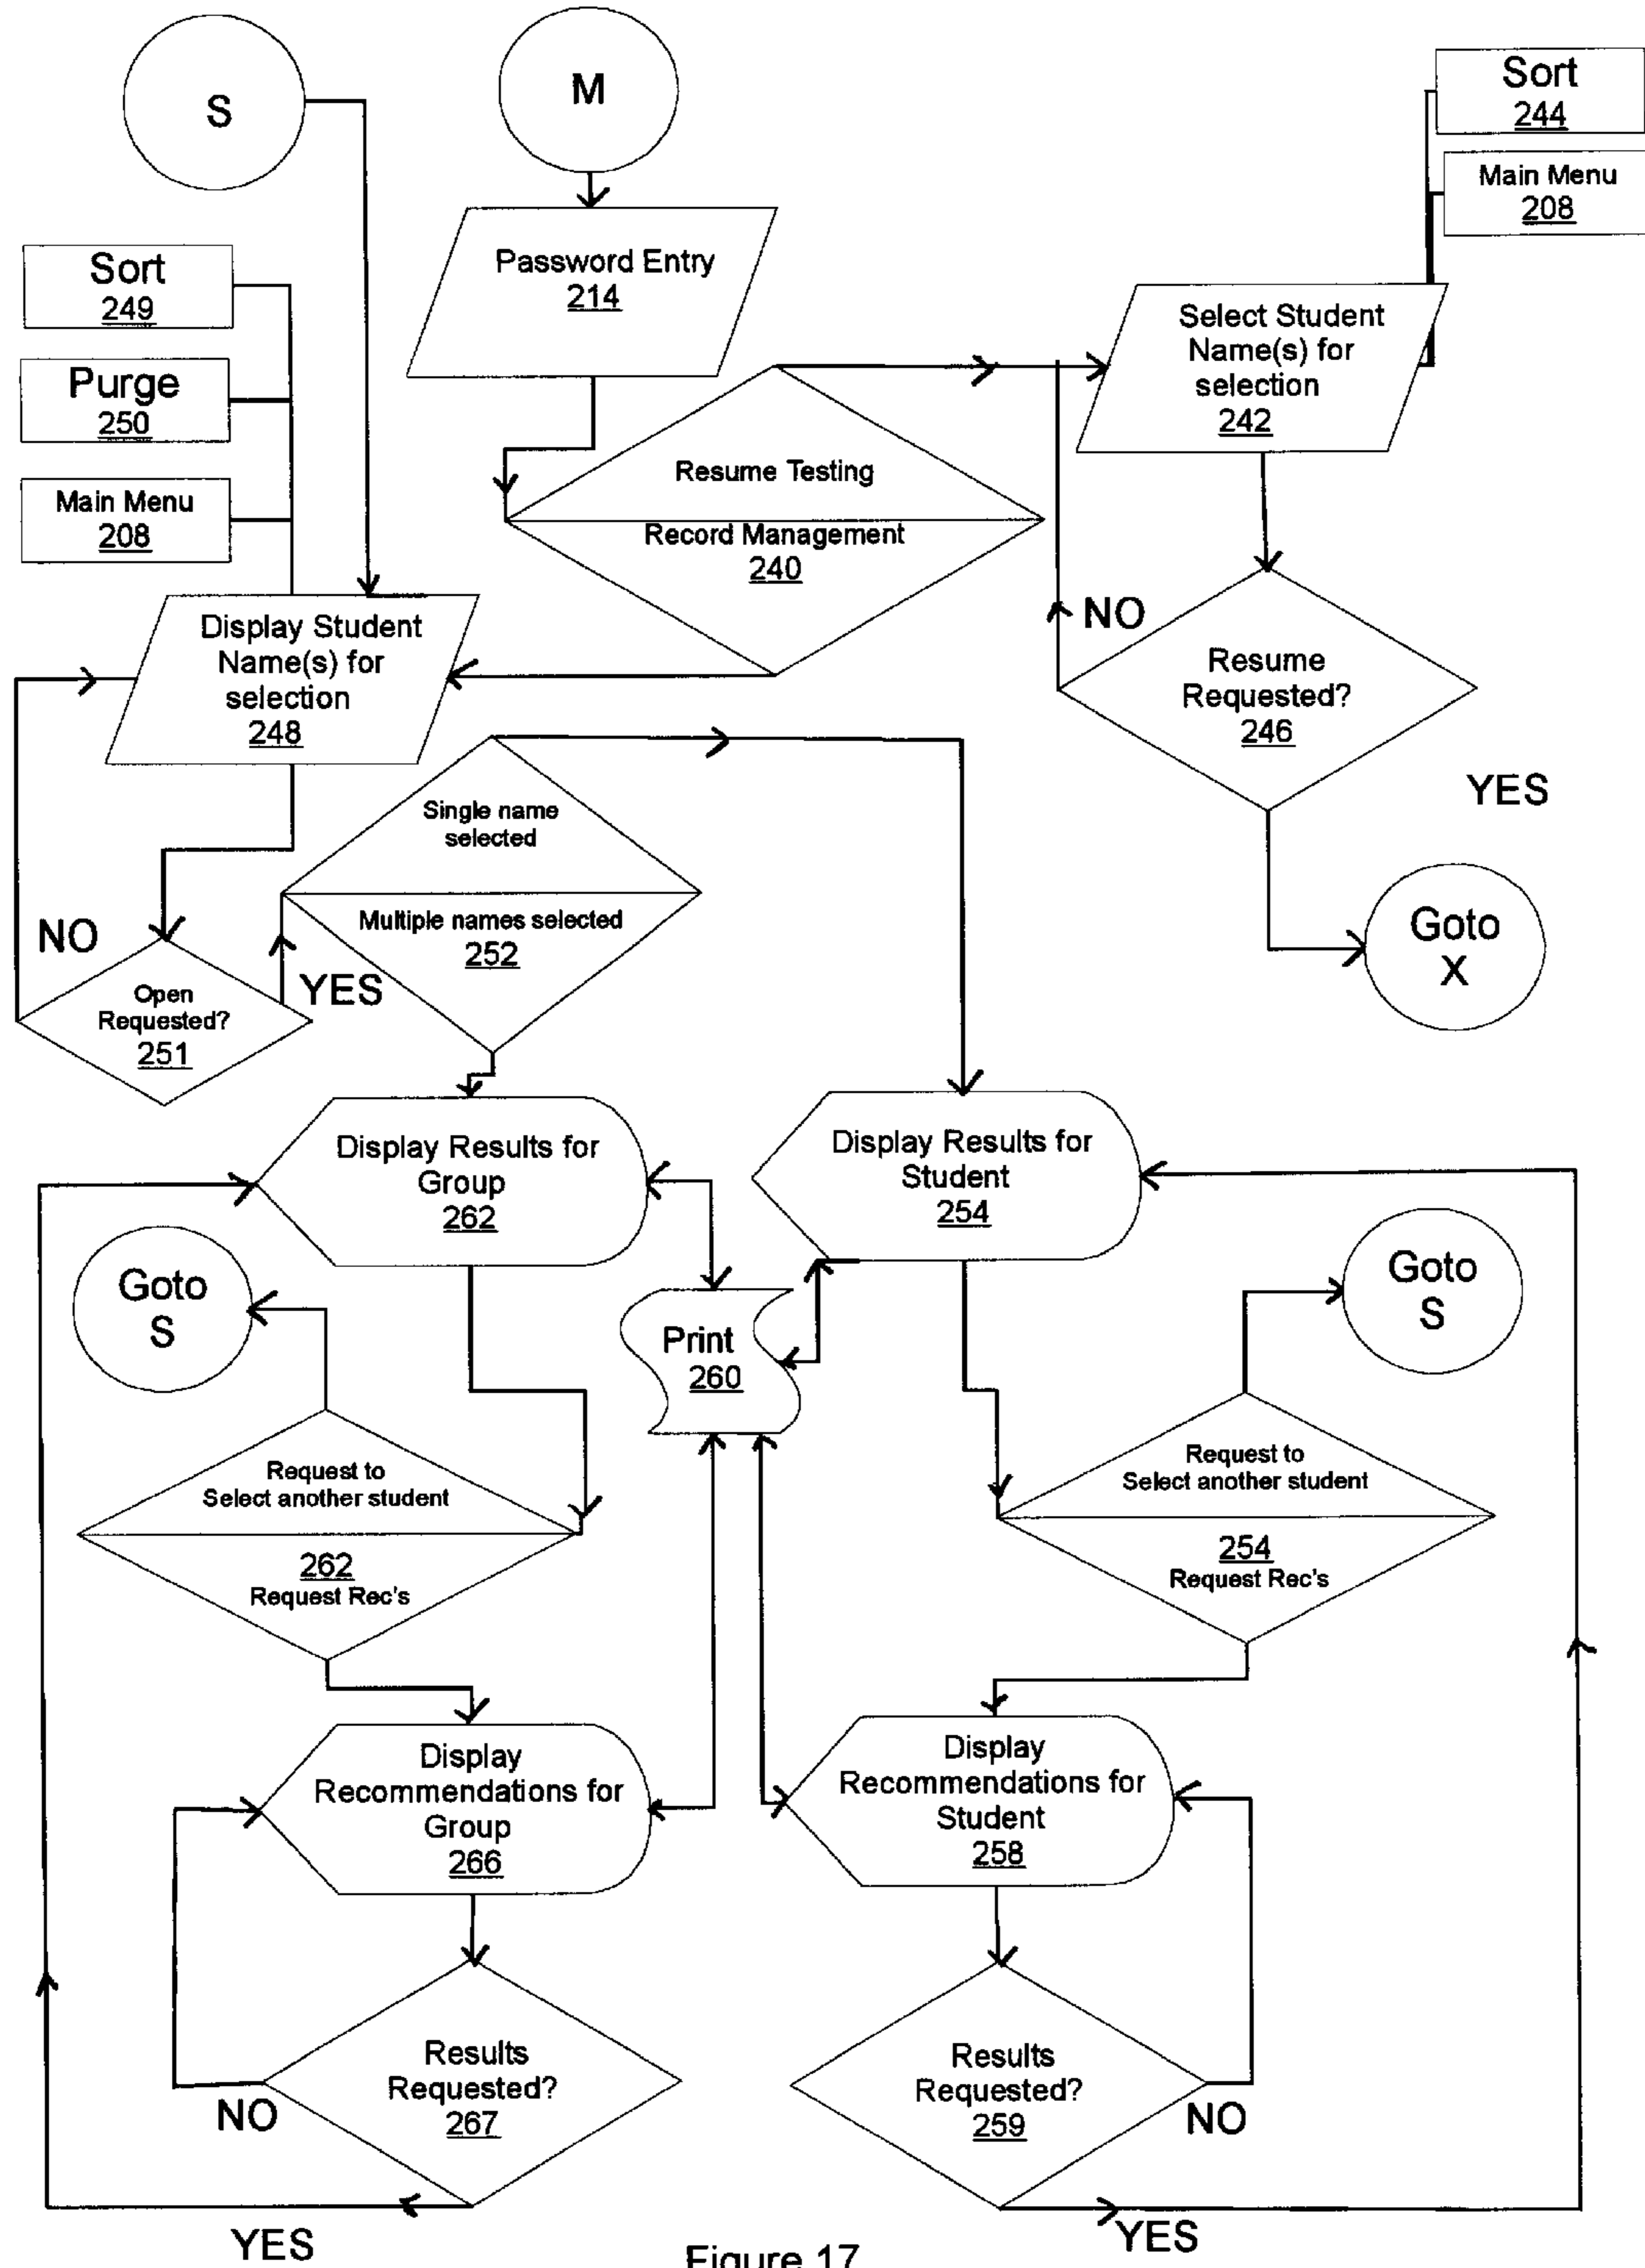 S
M
Sort
244
Main Menu
208
Password Entry
214
Sort
249
Purge
250
Main Menu
208
Select Student
Name(s) for
selection
242
Resume Testing
Record Management
240
Display Student
Name(s) for
selection
248
NO
Resume
Requested?
246
YES
Single name
selected
Multiple names selected
252
Goto
X
NO
YES
Open
Requested?
251
Display Results for
Group
262
Display Results for
Student
254
Goto
S
Print
260
Goto
S
Request to
Select another student
262
Request Rec's
Request to
Select another student
254
Request Rec's
Display
Recommendations for
Group
266
Display
Recommendations for
Student
258
Results
Requested?
267
NO
Results
Requested?
259
NO
YES
YES
Figure 17